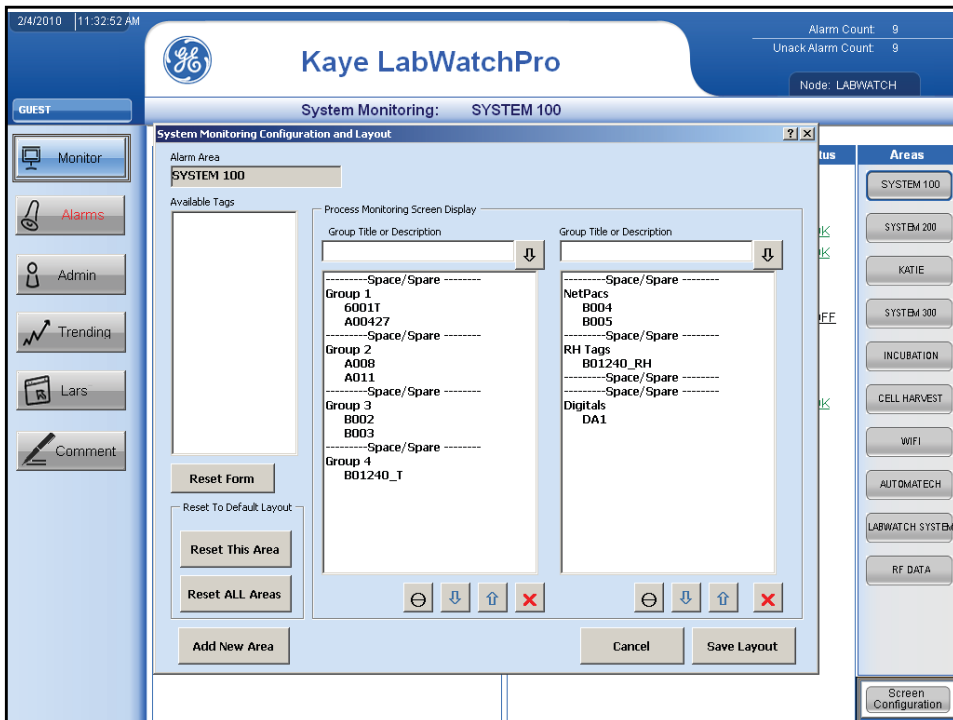 2/4/2010 11:32:52 AM
Kaye LabWatchPro
Alarm Count: 9
Unack Alarm Count: 9
Node: LABWATCH
GUEST
System Monitoring: SYSTEM 100
System Monitoring Configuration and Layout
Monitor
Alarms
Admin
Trending
Lars
Comment
Alarm Area
SYSTEM 100
Available Tags
Reset Form
Reset To Default Layout
Reset This Area
Reset ALL Areas
Add New Area
Process Monitoring Screen Display
Group Title or Description
---------Space/Spare --------
Group 1
6001T
A00427
---------Space/Spare --------
Group 2
A008
A011
---------Space/Spare --------
Group 3
B002
B003
---------Space/Spare --------
Group 4
B01240_T
Group Title or Description
---------Space/Spare --------
NetPacs
B004
B005
---------Space/Spare --------
RH Tags
B01240_RH
---------Space/Spare --------
---------Space/Spare --------
Digitals
DA1
Cancel
Save Layout
tus
OFF
Areas
SYSTEM 100
SYSTEM 200
KATIE
SYSTEM 300
INCUBATION
CELL HARVEST
WIFI
AUTOMATECH
LABWATCH SYSTEM
RF DATA
Screen
Configuration